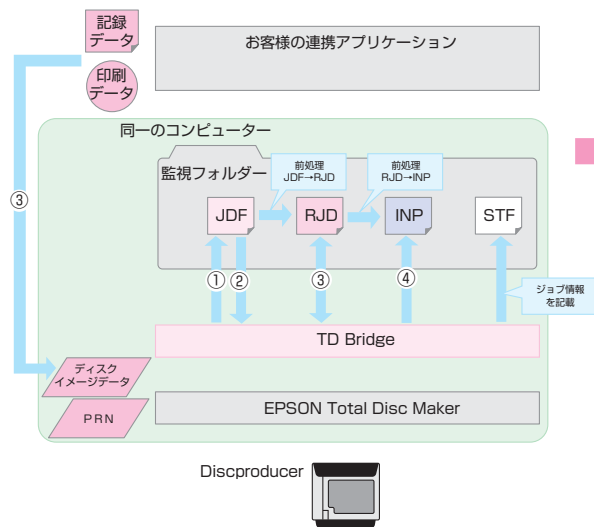 記録
データ
お客様の連携アプリケーション
印刷
データ
同一のコンピューター
監視フォルダー
前処理
JDF→RJD
前処理
RJD→INP
③
JDF
RJD
INP
STF
①
②
③
④
ジョブ情報
を記載
TD Bridge
ディスク
イメージデータ
PRN
EPSON Total Disc Maker
Discproducer